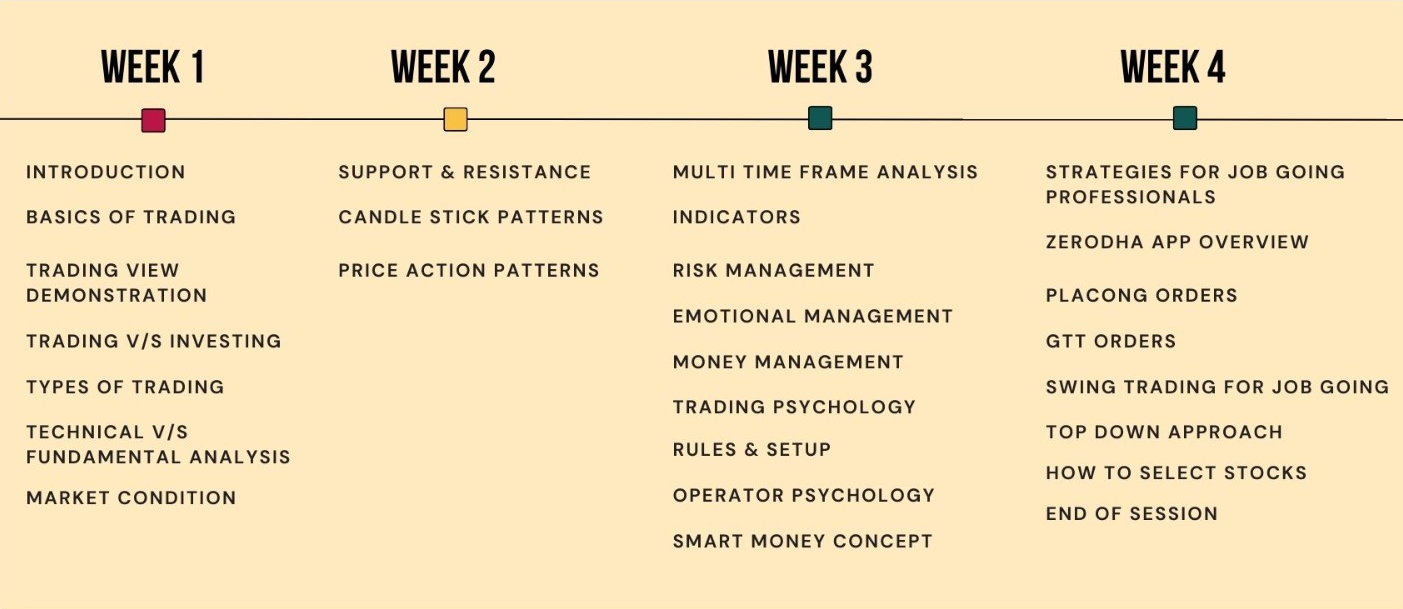 WEEK 1
INTRODUCTION
BASICS OF TRADING
TRADING VIEW
DEMONSTRATION
TRADING V/S INVESTING
TYPES OF TRADING
TECHNICAL V/S
FUNDAMENTAL ANALYSIS
MARKET CONDITION
WEEK 2
SUPPORT & RESISTANCE
CANDLE STICK PATTERNS
PRICE ACTION PATTERNS
WEEK 3
MULTI TIME FRAME ANALYSIS
INDICATORS
RISK MANAGEMENT
EMOTIONAL MANAGEMENT
MONEY MANAGEMENT
TRADING PSYCHOLOGY
RULES & SETUP
OPERATOR PSYCHOLOGY
SMART MONEY CONCEPT
WEEK 4
STRATEGIES FOR JOB GOING
PROFESSIONALS
ZERODHA APP OVERVIEW
PLACONG ORDERS
GTT ORDERS
SWING TRADING FOR JOB GOING
TOP DOWN APPROACH
HOW TO SELECT STOCKS
END OF SESSION